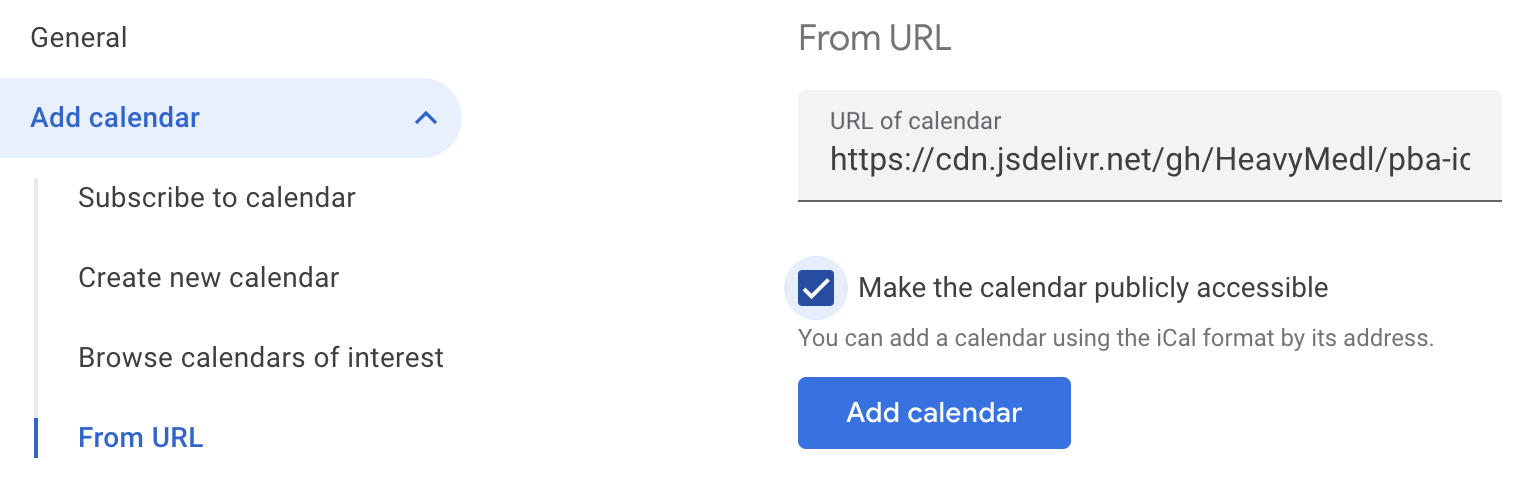 General
Add calendar
Subscribe to calendar
Create new calendar
Browse calendars of interest
From URL
From URL
URL of calendar
https://cdn.jsdelivr.net/gh/HeavyMedl/pba-ic
Make the calendar publicly accessible
You can add a calendar using the iCal format by its address.
Add calendar